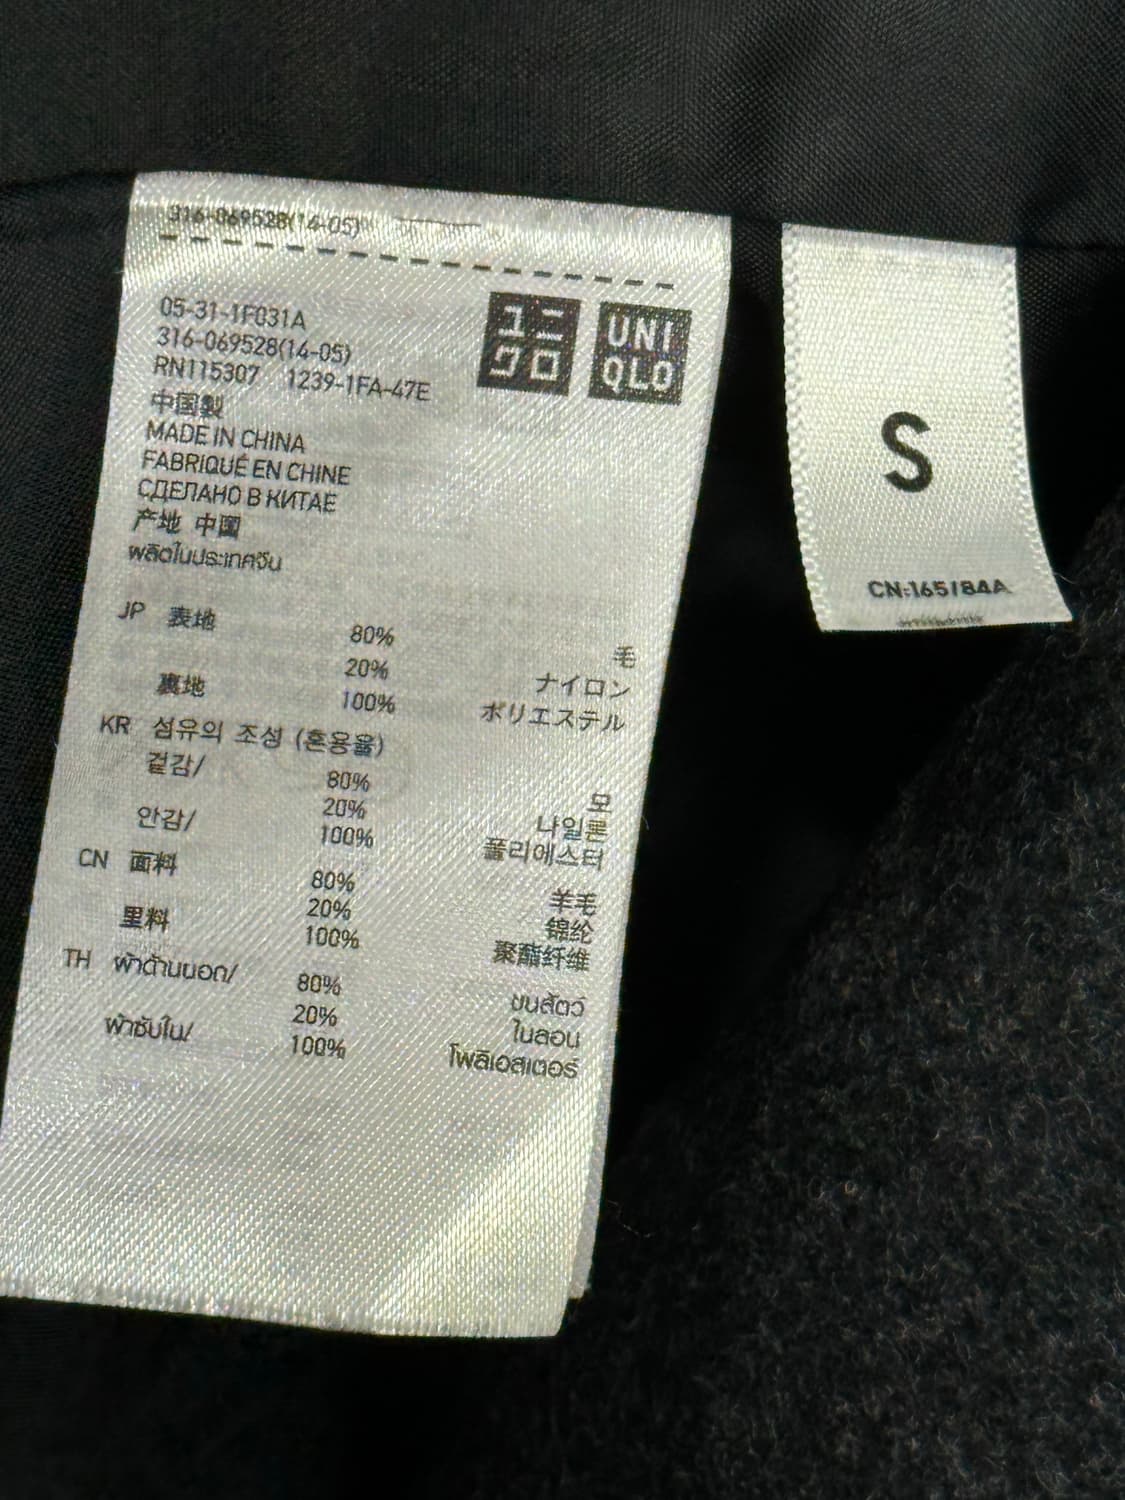 316-069528(14-05)
ユニクロ
UNIQLO
05-31-1F031A
316-069528(14-05)
RN115307 1239-1FA-47E
中国製
MADE IN CHINA
FABRIQUÉ EN CHINE
СДЕЛАНО В КИТАЕ
产地 中国
ผลิตในประเทศจีน
JP 表地 80% 毛
20% ナイロン
裏地 100% ポリエステル
KR 섬유의 조성 (혼용율)
겉감/ 80% 모
20% 나일론
안감/ 100% 폴리에스터
CN 面料 80% 羊毛
20% 锦纶
里料 100% 聚酯纤维
TH ผ้าด้านนอก/ 80% ขนสัตว์
20% ไนลอน
ผ้าซับใน/ 100% โพลีเอสเตอร์
S
CN:165/84A